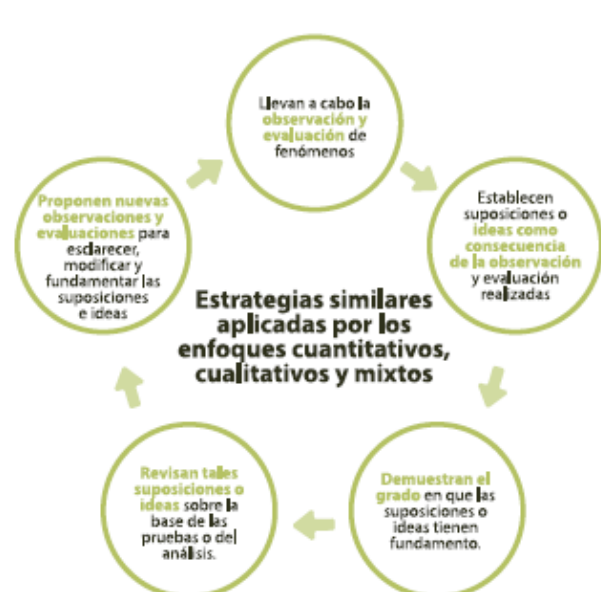 Llevan a cabo la
observación y
evaluación de
fenómenos
Establecen
suposiciones o
ideas como
consecuencia
de la observación
y evaluación
realizadas
Demuestran el
grado en que las
suposiciones o
ideas tienen
fundamento.
Revisan tales
suposiciones o
ideas sobre la
base de las
pruebas o del
análisis.
Proponen nuevas
observaciones y
evaluaciones para
esclarecer,
modificar y
fundamentar las
suposiciones
e ideas
Estrategias similares
aplicadas por los
enfoques cuantitativos,
cualitativos y mixtos